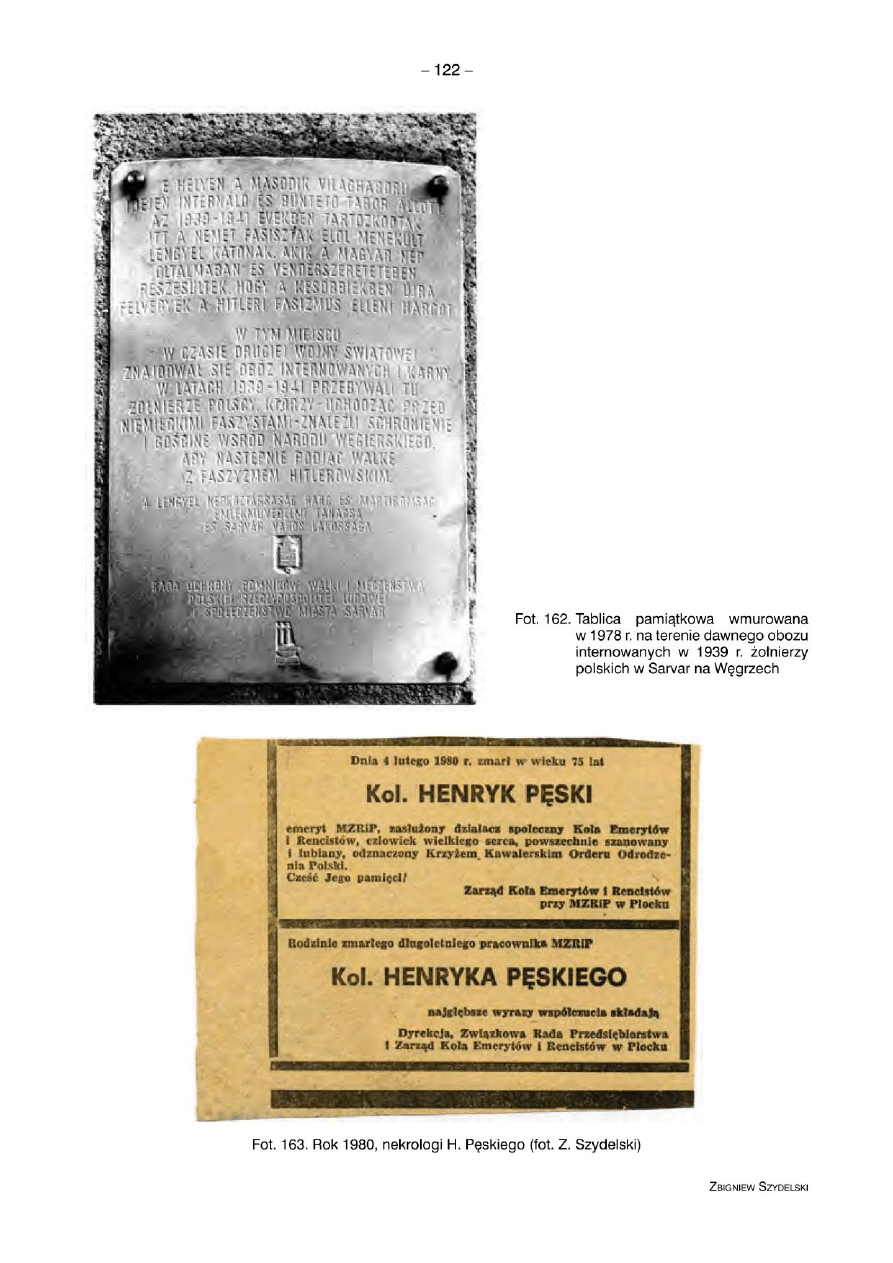 – 122 –
E HELYEN A MÁSODIK VILÁGHÁBORÚ
IDEJÉN INTERNÁLÓ ÉS BÜNTETŐ TÁBOR ÁLLOTT
AZ 1939-1941 ÉVEKBEN TARTÓZKODTAK
ITT A NÉMET FASISZTÁK ELŐL MENEKÜLT
LENGYEL KATONÁK, AKIK A MAGYAR NÉP
OLTALMÁBAN ÉS VENDÉGSZERETETÉBEN
RÉSZESÜLTEK, HOGY A KÉSŐBBIEKBEN ÚJRA
FELVEGYÉK A HITLERI FASIZMUS ELLENI HARCOT
W TYM MIEJSCU
W CZASIE DRUGIEJ WOJNY ŚWIATOWEJ
ZNAJDOWAŁ SIĘ OBÓZ INTERNOWANYCH I KARNY.
W LATACH 1939-1941 PRZEBYWALI TU
ŻOŁNIERZE POLSCY, KTÓRZY-UCHODZĄC PRZED
NIEMIECKIMI FASZYSTAMI-ZNALEŹLI SCHRONIENIE
I GOŚCINĘ WŚRÓD NARODU WĘGIERSKIEGO,
ABY NASTĘPNIE PODJĄĆ WALKĘ
Z FASZYZMEM HITLEROWSKIM.
A LENGYEL NÉPKÖZTÁRSASÁG HARC ÉS MÁRTIROMSÁG
EMLÉKMŰVÉDELMI TANÁCSA
ÉS SÁRVÁR VÁROS LAKOSSÁGA
RADA OCHRONY POMNIKÓW WALKI I MĘCZEŃSTWA
POLSKIEJ RZECZYPOSPOLITEJ LUDOWEJ
I SPOŁECZEŃSTWO MIASTA SARVAR
Fot. 162. Tablica pamiątkowa wmurowana
w 1978 r. na terenie dawnego obozu
internowanych w 1939 r. żołnierzy
polskich w Sarvar na Węgrzech
Dnia 4 lutego 1980 r. zmarł w wieku 75 lat
Kol. HENRYK PĘSKI
emeryt MZRiP, zasłużony działacz społeczny Koła Emerytów
i Rencistów, człowiek wielkiego serca, powszechnie szanowany
i lubiany, odznaczony Krzyżem Kawalerskim Orderu Odrodze-
nia Polski.
Cześć Jego pamięci!
Zarząd Koła Emerytów i Rencistów
przy MZRiP w Płocku
Rodzinie zmarłego długoletniego pracownika MZRiP
Kol. HENRYKA PĘSKIEGO
najgłębsze wyrazy współczucia składają
Dyrekcja, Związkowa Rada Przedsiębiorstwa
i Zarząd Koła Emerytów i Rencistów w Płocku
Fot. 163. Rok 1980, nekrologi H. Pęskiego (fot. Z. Szydelski)
ZBIGNIEW SZYDELSKI